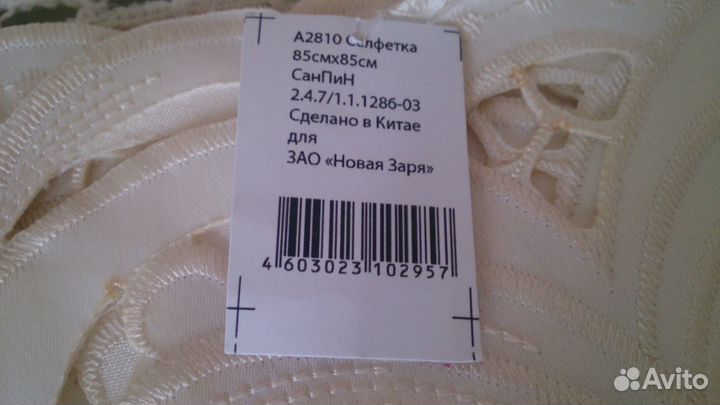 А2810 Салфетка
85смх85см
СанПиН
2.4.7/1.1.1286-03
Сделано в Китае
для
ЗАО «Новая Заря»
4 603023 102957
Avito